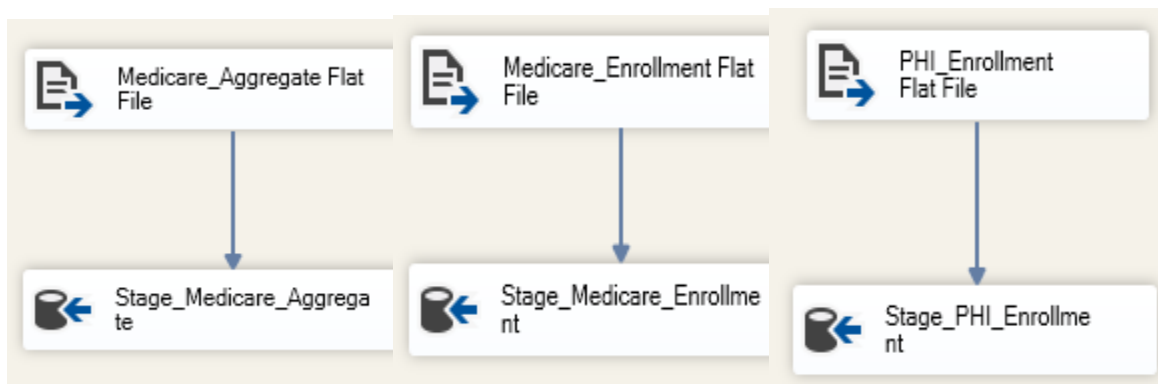 Medicare_Aggregate Flat
File
Medicare_Enrollment Flat
File
PHI_Enrollment
Flat File
Stage_Medicare_Aggrega
te
Stage_Medicare_Enrollme
nt
Stage_PHI_Enrollme
nt